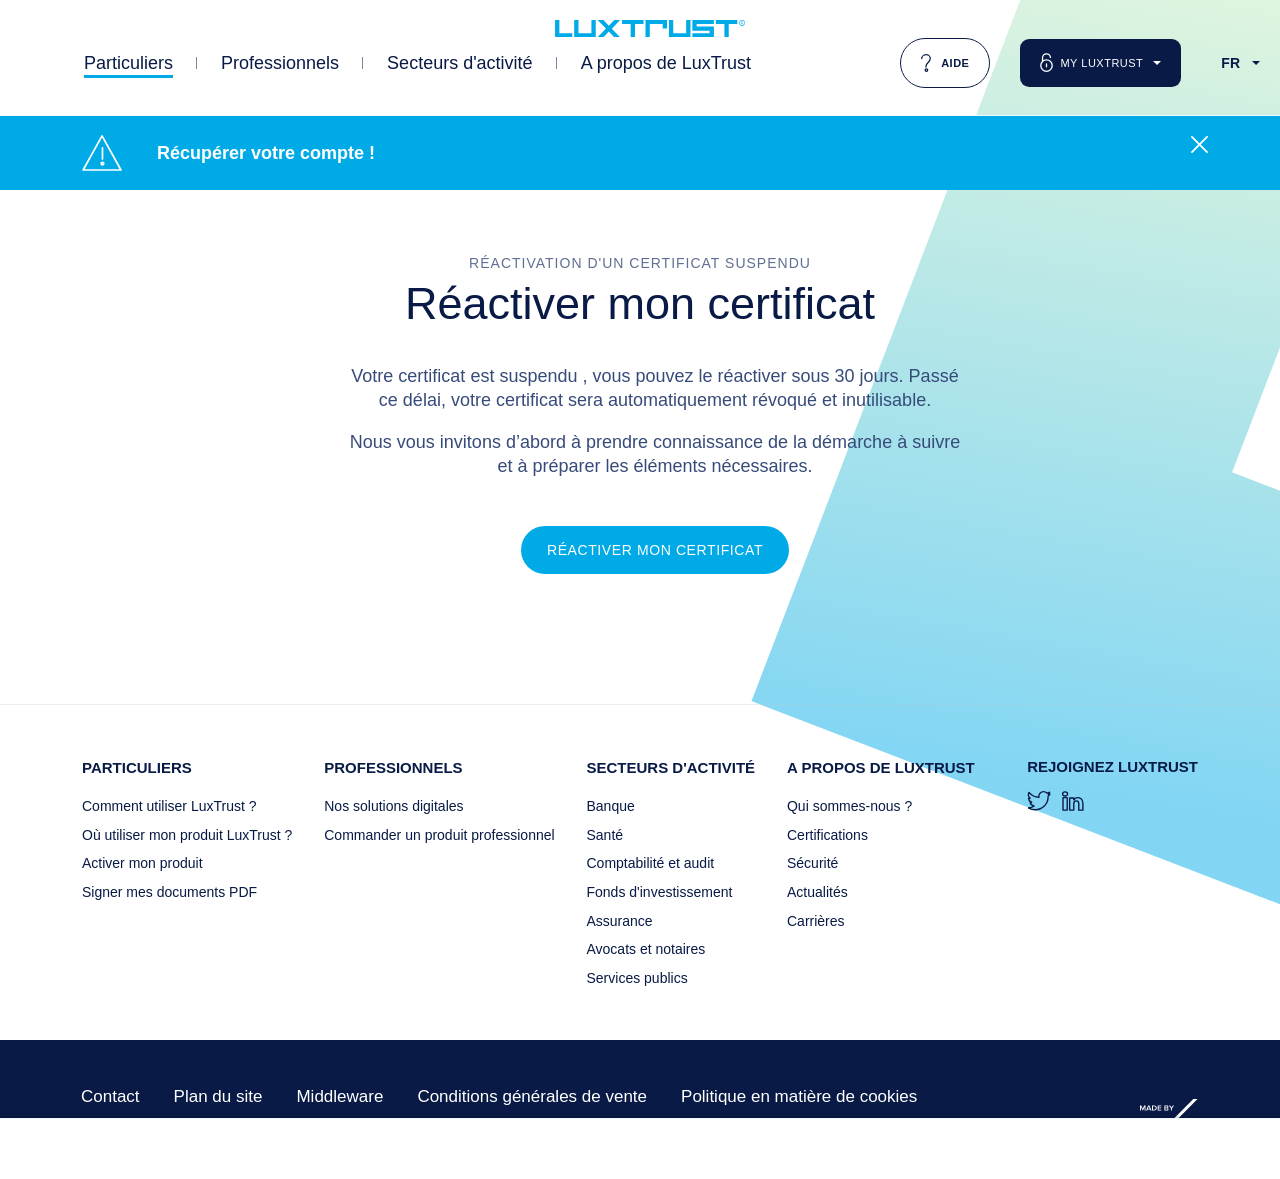 LUXTRUST®
Particuliers
Professionnels
Secteurs d'activité
A propos de LuxTrust
AIDE
MY LUXTRUST
FR
Récupérer votre compte !
RÉACTIVATION D'UN CERTIFICAT SUSPENDU
Réactiver mon certificat
Votre certificat est suspendu , vous pouvez le réactiver sous 30 jours. Passé
ce délai, votre certificat sera automatiquement révoqué et inutilisable.
Nous vous invitons d’abord à prendre connaissance de la démarche à suivre
et à préparer les éléments nécessaires.
RÉACTIVER MON CERTIFICAT
PARTICULIERS
Comment utiliser LuxTrust ?
Où utiliser mon produit LuxTrust ?
Activer mon produit
Signer mes documents PDF
PROFESSIONNELS
Nos solutions digitales
Commander un produit professionnel
SECTEURS D'ACTIVITÉ
Banque
Santé
Comptabilité et audit
Fonds d'investissement
Assurance
Avocats et notaires
Services publics
A PROPOS DE LUXTRUST
Qui sommes-nous ?
Certifications
Sécurité
Actualités
Carrières
REJOIGNEZ LUXTRUST
Contact
Plan du site
Middleware
Conditions générales de vente
Politique en matière de cookies
MADE BY